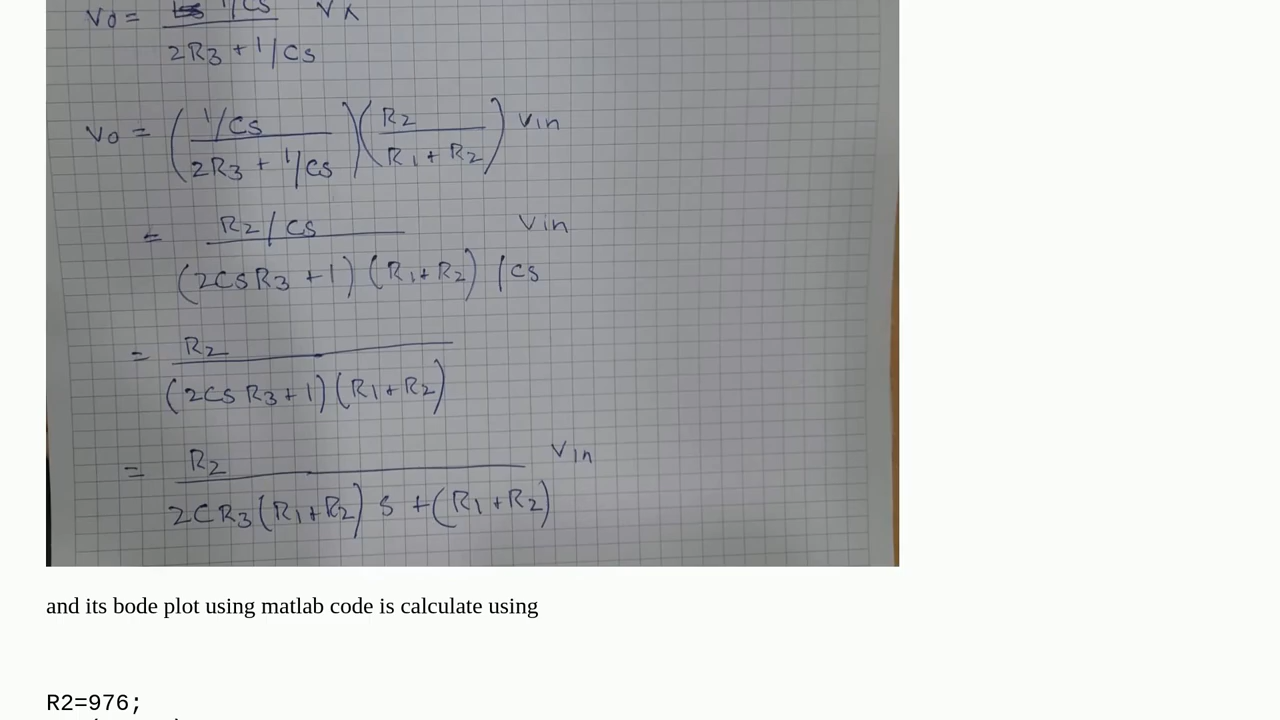 Vo = 1/CS / 2R3 + 1/CS Vx
Vo = ( 1/CS / 2R3 + 1/CS ) ( R2 / R1 + R2 ) Vin
= R2/CS / (2CSR3 + 1) (R1 + R2) /CS Vin
= R2 / (2CS R3 + 1) (R1 + R2)
= R2 / 2CR3 (R1 + R2) S + (R1 + R2) Vin
and its bode plot using matlab code is calculate using
R2=976;